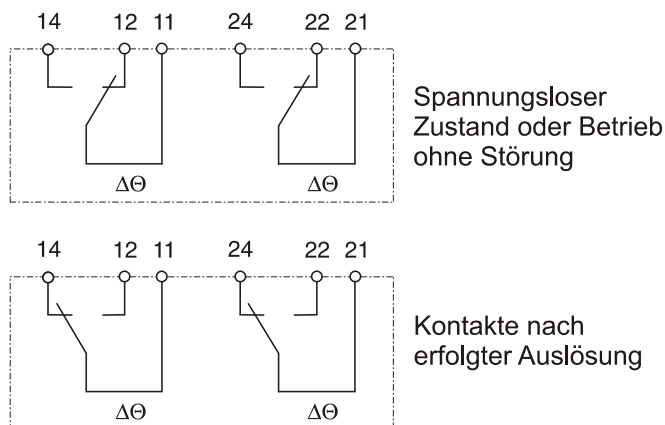 14 12 11 24 22 21
Spannungsloser
Zustand oder Betrieb
ohne Störung
ΔΘ ΔΘ
14 12 11 24 22 21
Kontakte nach
erfolgter Auslösung
ΔΘ ΔΘ